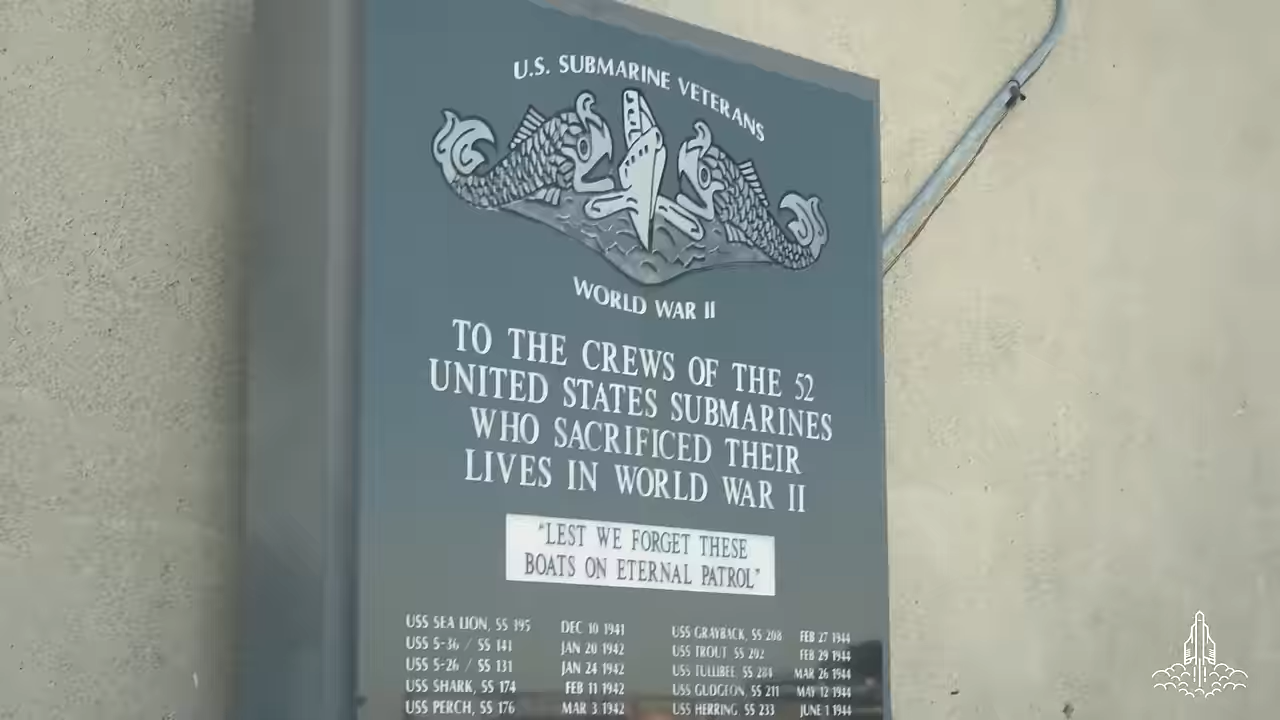 U.S. SUBMARINE VETERANS
WORLD WAR II
TO THE CREWS OF THE 52
UNITED STATES SUBMARINES
WHO SACRIFICED THEIR
LIVES IN WORLD WAR II
"LEST WE FORGET THESE
BOATS ON ETERNAL PATROL"
USS SEA LION, SS 195 DEC 10 1941
USS S-36 / SS 141 JAN 20 1942
USS S-26 / SS 131 JAN 24 1942
USS SHARK, SS 174 FEB 11 1942
USS PERCH, SS 176 MAR 3 1942
USS GRAYBACK, SS 208 FEB 27 1944
USS TROUT SS 202 FEB 29 1944
USS TULLIBEE, SS 284 MAR 26 1944
USS GUDGEON, SS 211 MAY 12 1944
USS HERRING SS 233 JUNE 1 1944